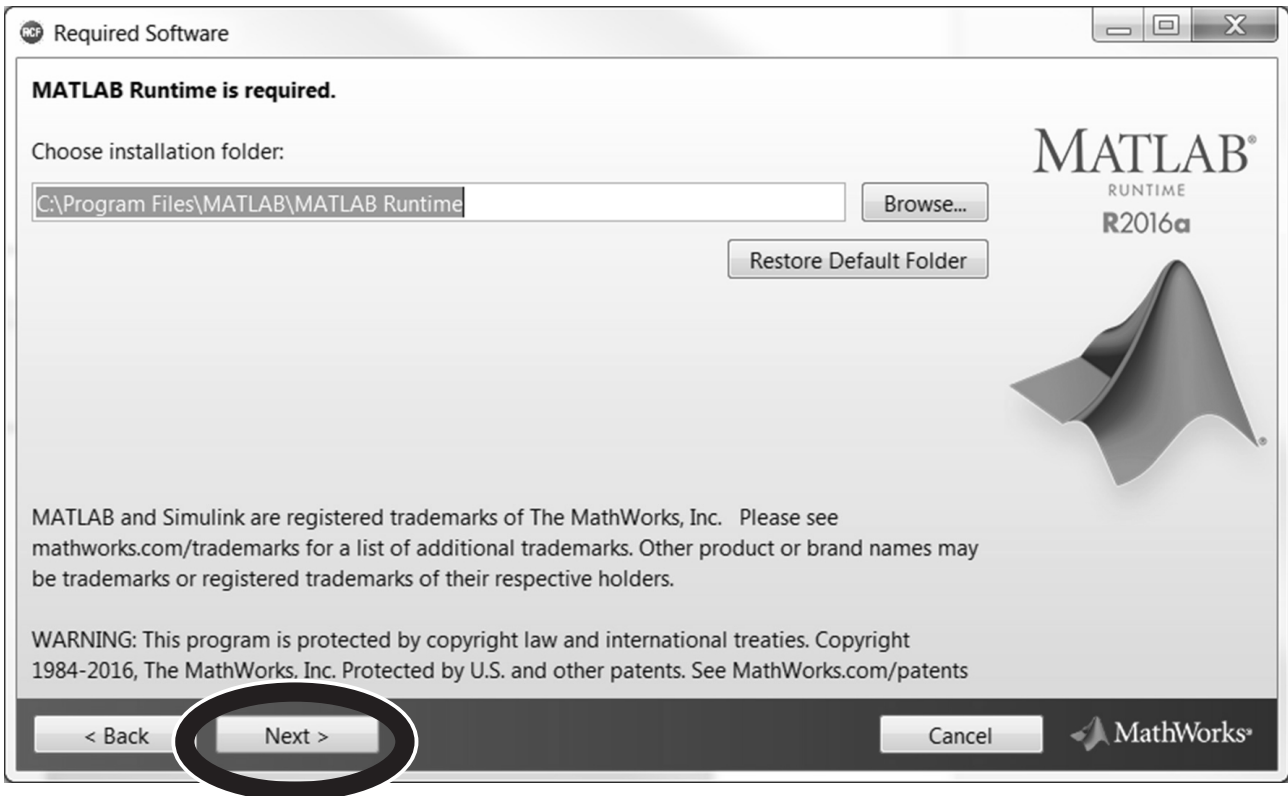 RCF Required Software
MATLAB Runtime is required.
Choose installation folder:
C:\Program Files\MATLAB\MATLAB Runtime
Browse...
Restore Default Folder
MATLAB®
RUNTIME
R2016a
®
MATLAB and Simulink are registered trademarks of The MathWorks, Inc.   Please see
mathworks.com/trademarks for a list of additional trademarks. Other product or brand names may
be trademarks or registered trademarks of their respective holders.
WARNING: This program is protected by copyright law and international treaties. Copyright
1984-2016, The MathWorks, Inc. Protected by U.S. and other patents. See MathWorks.com/patents
< Back
Next >
Cancel
MathWorks®